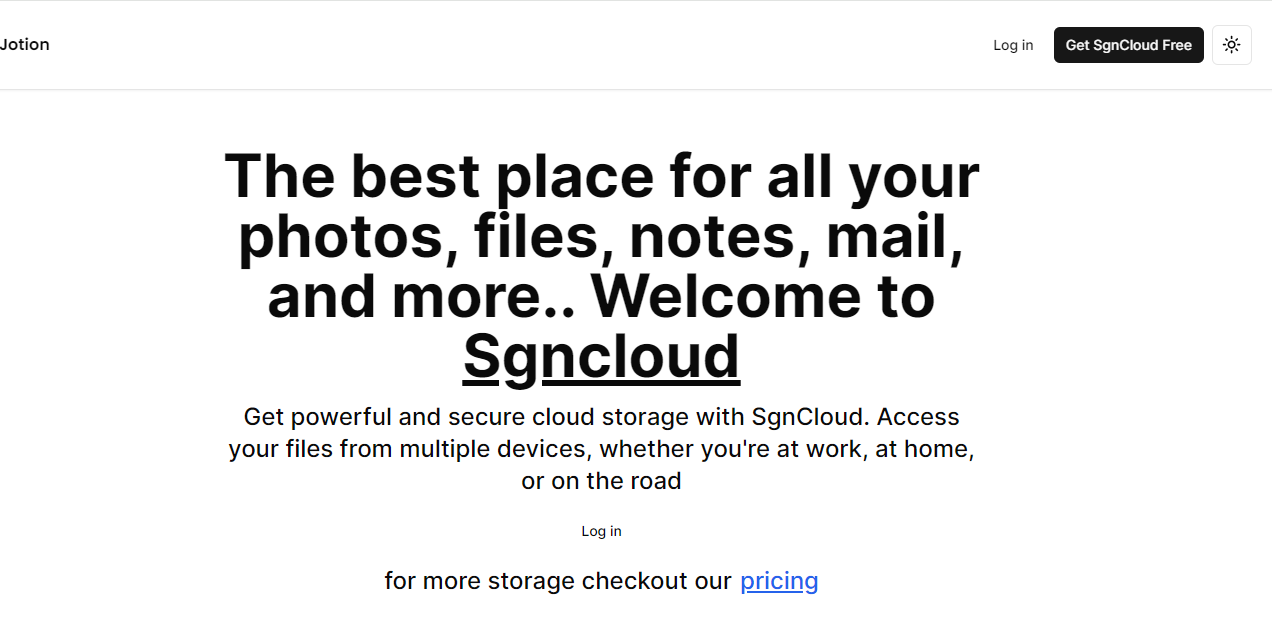 Jotion
Log in
Get SgnCloud Free
The best place for all your
photos, files, notes, mail,
and more.. Welcome to
Sgncloud
Get powerful and secure cloud storage with SgnCloud. Access
your files from multiple devices, whether you're at work, at home,
or on the road
Log in
for more storage checkout our pricing